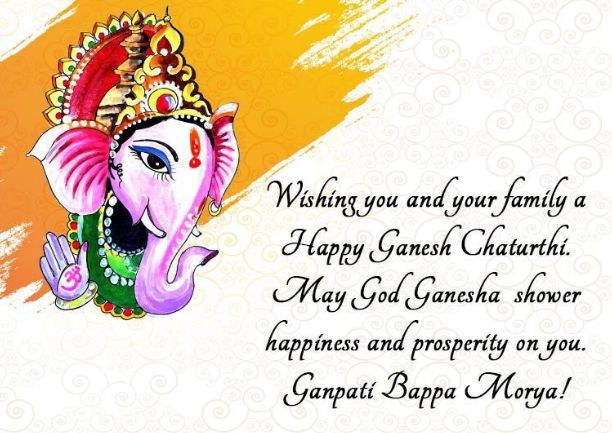 Wishing you and your family a
Happy Ganesh Chaturthi.
May God Ganesha shower
happiness and prosperity on you.
Ganpati Bappa Morya!
ॐ